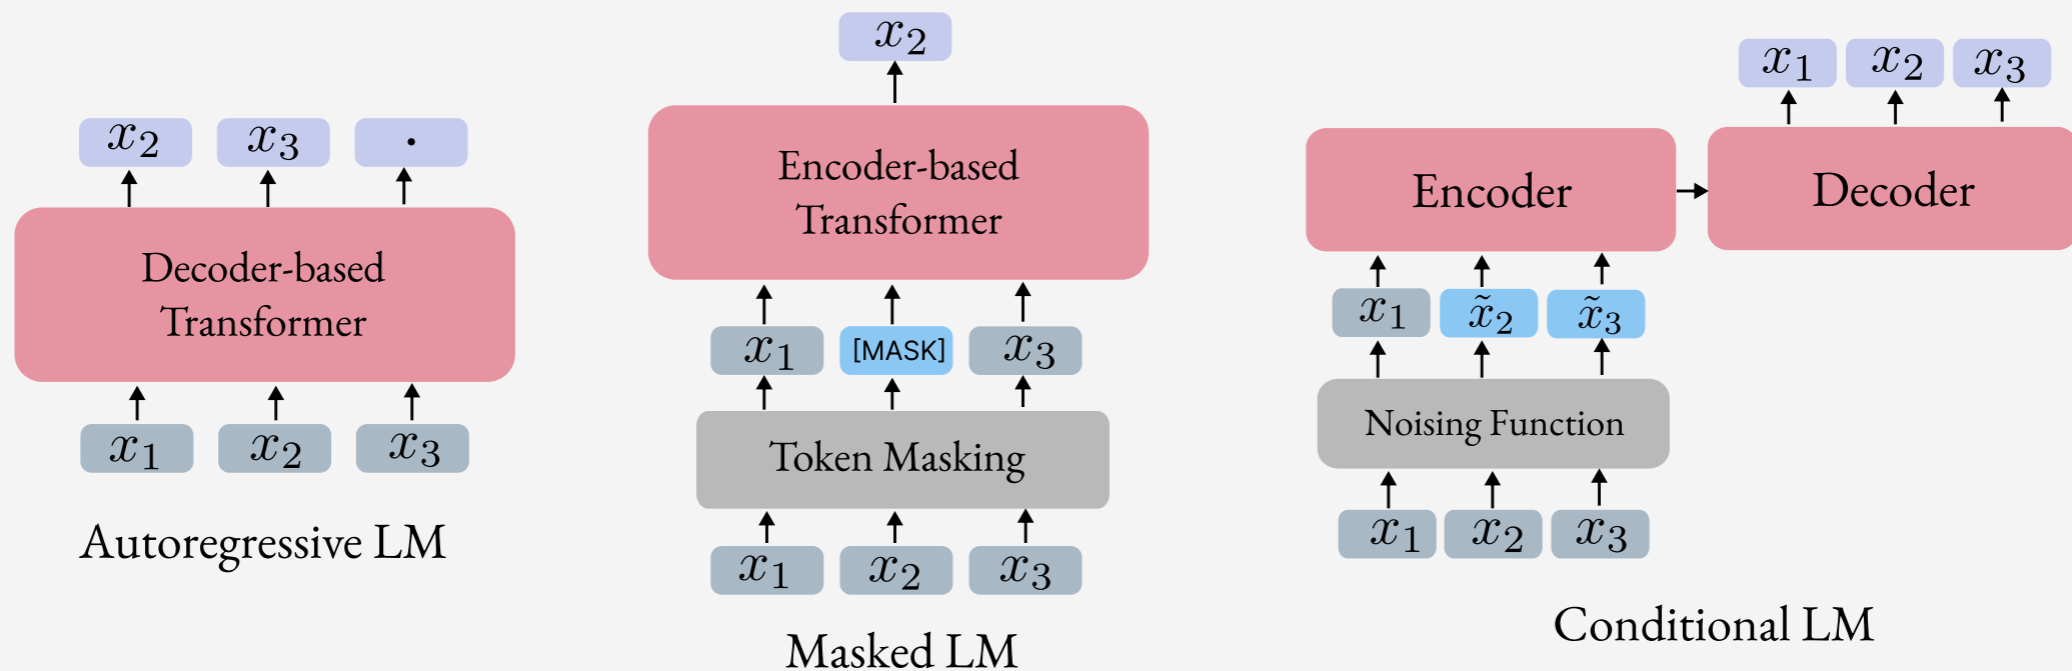 x₂ x₃ .
Decoder-based
Transformer
x₁ x₂ x₃
Autoregressive LM
x₂
Encoder-based
Transformer
x₁ [MASK] x₃
Token Masking
x₁ x₂ x₃
Masked LM
x₁ x₂ x₃
Encoder Decoder
x₁ x̃₂ x̃₃
Noising Function
x₁ x₂ x₃
Conditional LM